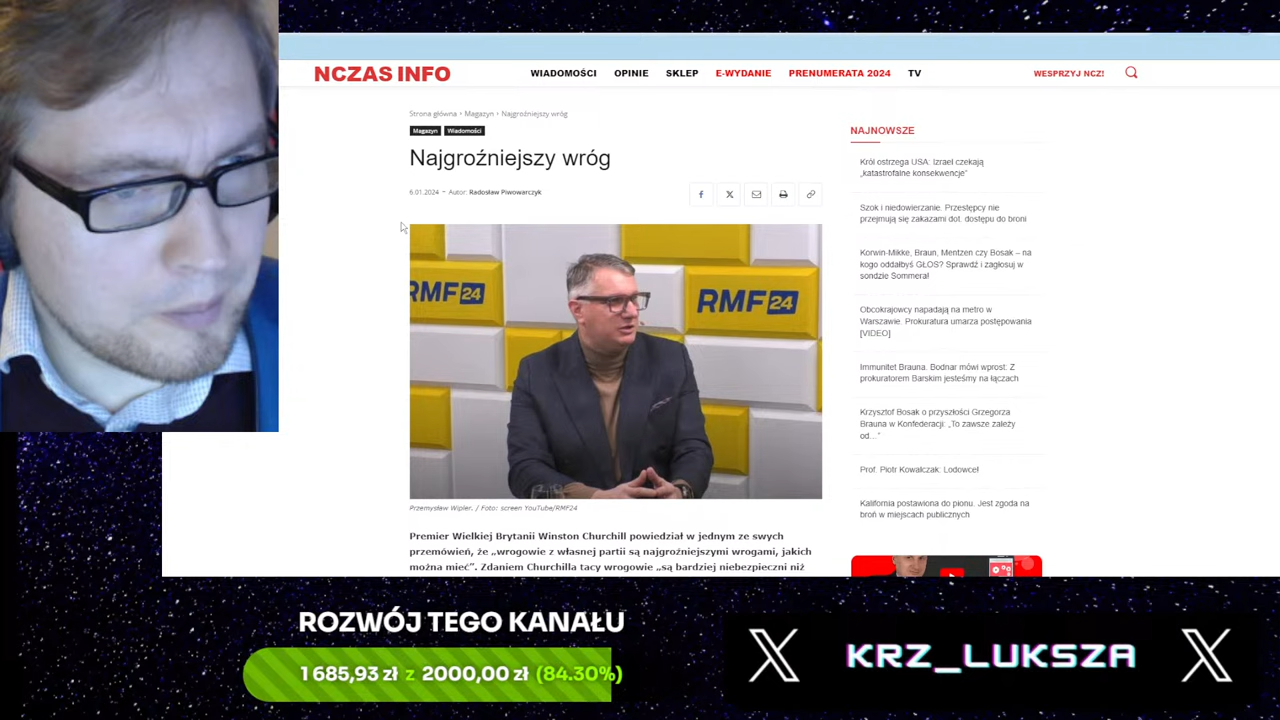 NCZAS INFO
WIADOMOŚCI OPINIE SKLEP E-WYDANIE PRENUMERATA 2024 TV
WESPRZYJ NCZ!
Strona główna › Magazyn › Najgroźniejszy wróg
Magazyn Wiadomości
Najgroźniejszy wróg
6.01.2024 - Autor: Radosław Piwowarczyk
RMF24
RMF24
Przemysław Wipler. / Foto: screen YouTube/RMF24
Premier Wielkiej Brytanii Winston Churchill powiedział w jednym ze swych
przemówień, że „wrogowie z własnej partii są najgroźniejszymi wrogami, jakich
można mieć”. Zdaniem Churchilla tacy wrogowie „są bardziej niebezpieczni niż
NAJNOWSZE
Król ostrzega USA: Izrael czekają
„katastrofalne konsekwencje”
Szok i niedowierzanie. Przestępcy nie
przejmują się zakazami dot. dostępu do broni
Korwin-Mikke, Braun, Mentzen czy Bosak – na
kogo oddałbyś GŁOS? Sprawdź i zagłosuj w
sondzie Sommera!
Obcokrajowcy napadają na metro w
Warszawie. Prokuratura umarza postępowania
[VIDEO]
Immunitet Brauna. Bodnar mówi wprost: Z
prokuratorem Barskim jesteśmy na łączach
Krzysztof Bosak o przyszłości Grzegorza
Brauna w Konfederacji: „To zawsze zależy
od…”
Prof. Piotr Kowalczak: Lodowce!
Kalifornia postawiona do pionu. Jest zgoda na
broń w miejscach publicznych
ROZWÓJ TEGO KANAŁU
1 685,93 zł z 2000,00 zł (84.30%)
KRZ_LUKSZA